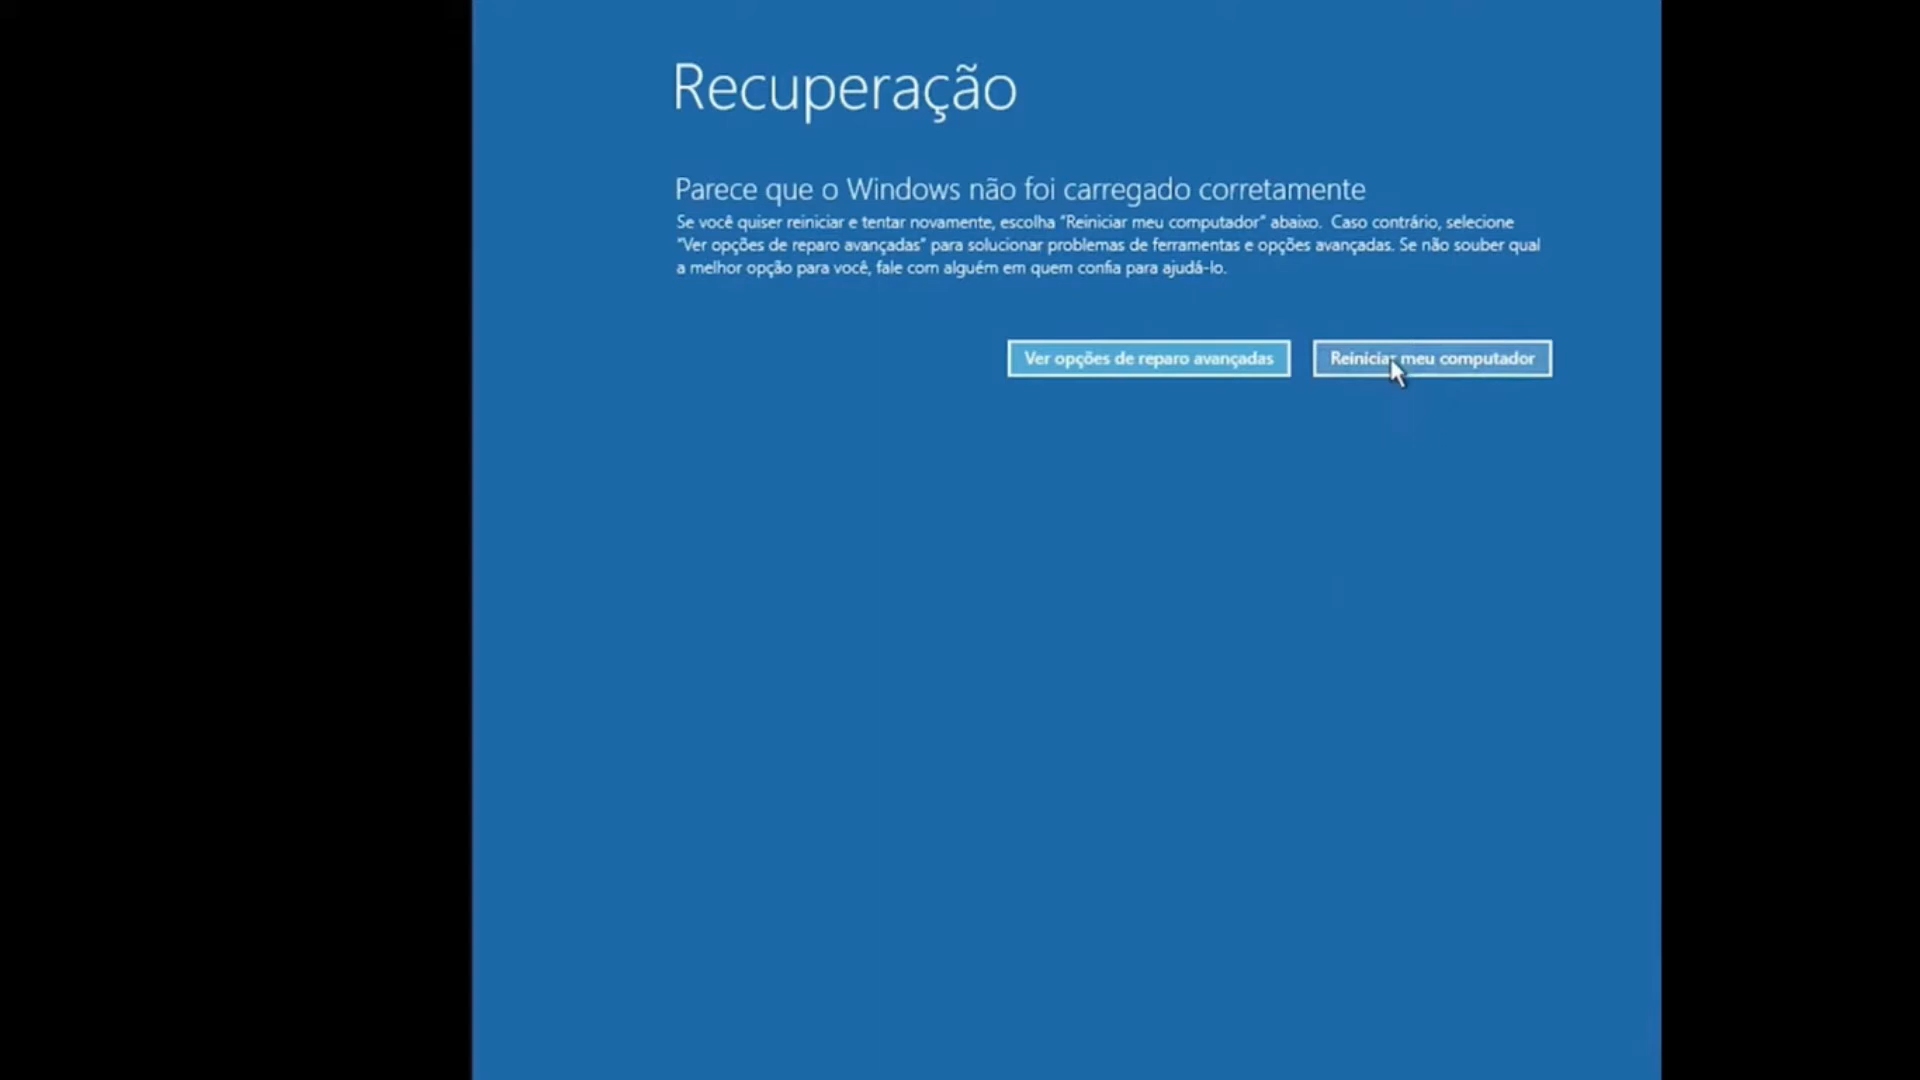 Recuperação
Parece que o Windows não foi carregado corretamente
Se você quiser reiniciar e tentar novamente, escolha "Reiniciar meu computador" abaixo.  Caso contrário, selecione
"Ver opções de reparo avançadas" para solucionar problemas de ferramentas e opções avançadas. Se não souber qual
a melhor opção para você, fale com alguém em quem confia para ajudá-lo.
Ver opções de reparo avançadas
Reiniciar meu computador